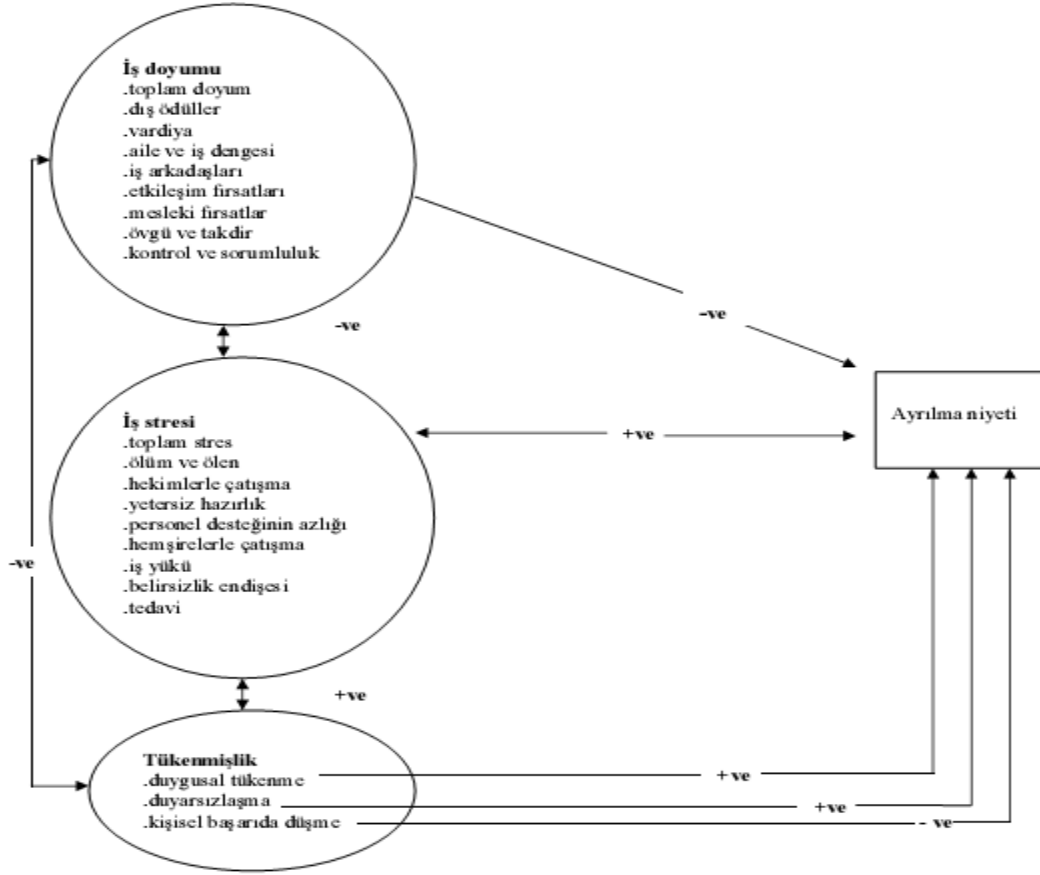 İş doyumu
.toplam doyum
.dış ödüller
.vardiya
.aile ve iş dengesi
.iş arkadaşları
.etkileşim fırsatları
.mesleki fırsatlar
.övgü ve takdir
.kontrol ve sorumluluk
-ve
-ve
İş stresi
.toplam stres
.ölüm ve ölen
.hekimlerle çatışma
.yetersiz hazırlık
.personel desteğinin azlığı
.hemşirelerle çatışma
.iş yükü
.belirsizlik endişesi
.tedavi
+ve
Ayrılma niyeti
-ve
+ve
Tükenmişlik
.duygusal tükenme
.duyarsızlaşma
.kişisel başarıda düşme
+ve
+ve
- ve